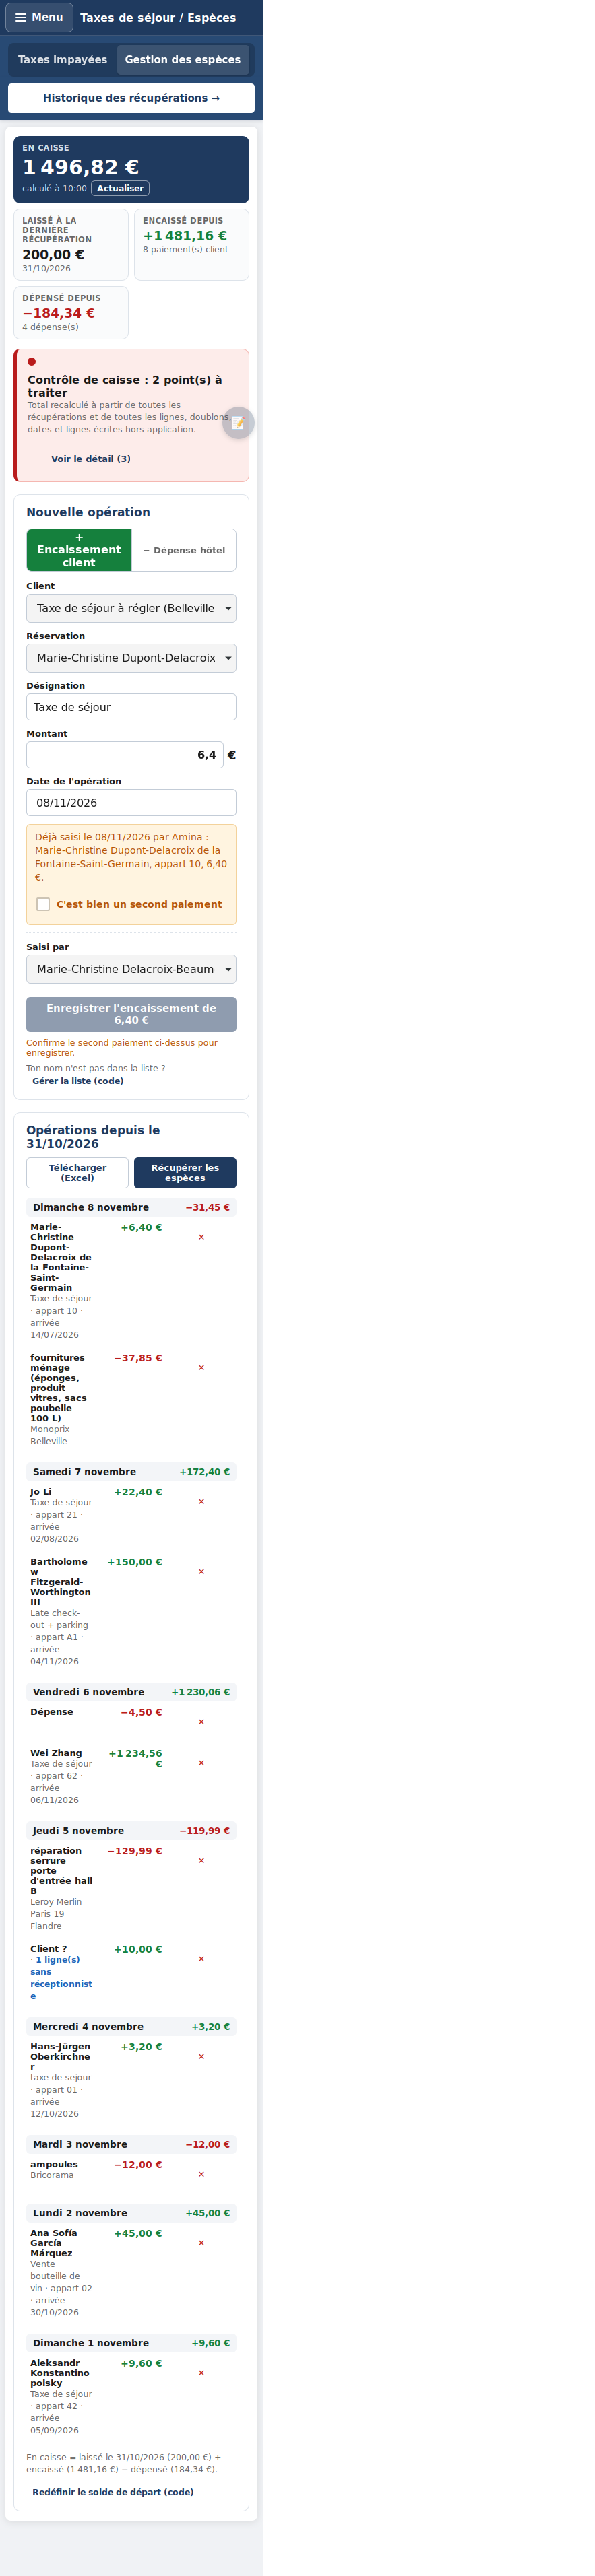 Menu
Taxes de séjour / Espèces
Taxes impayées
Gestion des espèces
Historique des récupérations →
EN CAISSE
1 496,82 €
calculé à 10:00 Actualiser
LAISSÉ À LA
DERNIÈRE
RÉCUPÉRATION
200,00 €
31/10/2026
ENCAISSÉ DEPUIS
+1 481,16 €
8 paiement(s) client
DÉPENSÉ DEPUIS
−184,34 €
4 dépense(s)
Contrôle de caisse : 2 point(s) à
traiter
Total recalculé à partir de toutes les
récupérations et de toutes les lignes, doublons,
dates et lignes écrites hors application.
Voir le détail (3)
Nouvelle opération
+
Encaissement
client
− Dépense hôtel
Client
Taxe de séjour à régler (Belleville
Réservation
Marie-Christine Dupont-Delacroix
Désignation
Taxe de séjour
Montant
6,4 €
Date de l'opération
08/11/2026
Déjà saisi le 08/11/2026 par Amina :
Marie-Christine Dupont-Delacroix de la
Fontaine-Saint-Germain, appart 10, 6,40
€.
C'est bien un second paiement
Saisi par
Marie-Christine Delacroix-Beaum
Enregistrer l'encaissement de
6,40 €
Confirme le second paiement ci-dessus pour
enregistrer.
Ton nom n'est pas dans la liste ?
Gérer la liste (code)
Opérations depuis le
31/10/2026
Télécharger
(Excel)
Récupérer les
espèces
Dimanche 8 novembre −31,45 €
Marie-
Christine
Dupont-
Delacroix de
la Fontaine-
Saint-
Germain
+6,40 €
×
Taxe de séjour
· appart 10 ·
arrivée
14/07/2026
fournitures
ménage
(éponges,
produit
vitres, sacs
poubelle
100 L)
−37,85 €
×
Monoprix
Belleville
Samedi 7 novembre +172,40 €
Jo Li
+22,40 €
×
Taxe de séjour
· appart 21 ·
arrivée
02/08/2026
Bartholome
w
Fitzgerald-
Worthington
III
+150,00 €
×
Late check-
out + parking
· appart A1 ·
arrivée
04/11/2026
Vendredi 6 novembre +1 230,06 €
Dépense
−4,50 €
×
Wei Zhang
+1 234,56
€
×
Taxe de séjour
· appart 62 ·
arrivée
06/11/2026
Jeudi 5 novembre −119,99 €
réparation
serrure
porte
d'entrée hall
B
−129,99 €
×
Leroy Merlin
Paris 19
Flandre
Client ?
+10,00 €
×
· 1 ligne(s)
sans
réceptionnist
e
Mercredi 4 novembre +3,20 €
Hans-Jürgen
Oberkirchne
r
+3,20 €
×
taxe de sejour
· appart 01 ·
arrivée
12/10/2026
Mardi 3 novembre −12,00 €
ampoules
−12,00 €
×
Bricorama
Lundi 2 novembre +45,00 €
Ana Sofía
García
Márquez
+45,00 €
×
Vente
bouteille de
vin · appart 02
· arrivée
30/10/2026
Dimanche 1 novembre +9,60 €
Aleksandr
Konstantino
polsky
+9,60 €
×
Taxe de séjour
· appart 42 ·
arrivée
05/09/2026
En caisse = laissé le 31/10/2026 (200,00 €) +
encaissé (1 481,16 €) − dépensé (184,34 €).
Redéfinir le solde de départ (code)